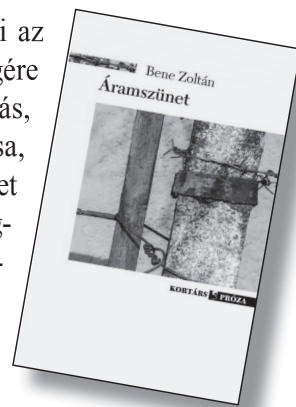 i az
gére
ás,
sa,
et
g-
-
Bene Zoltán
Áramszünet
KORTÁRS PRÓZA